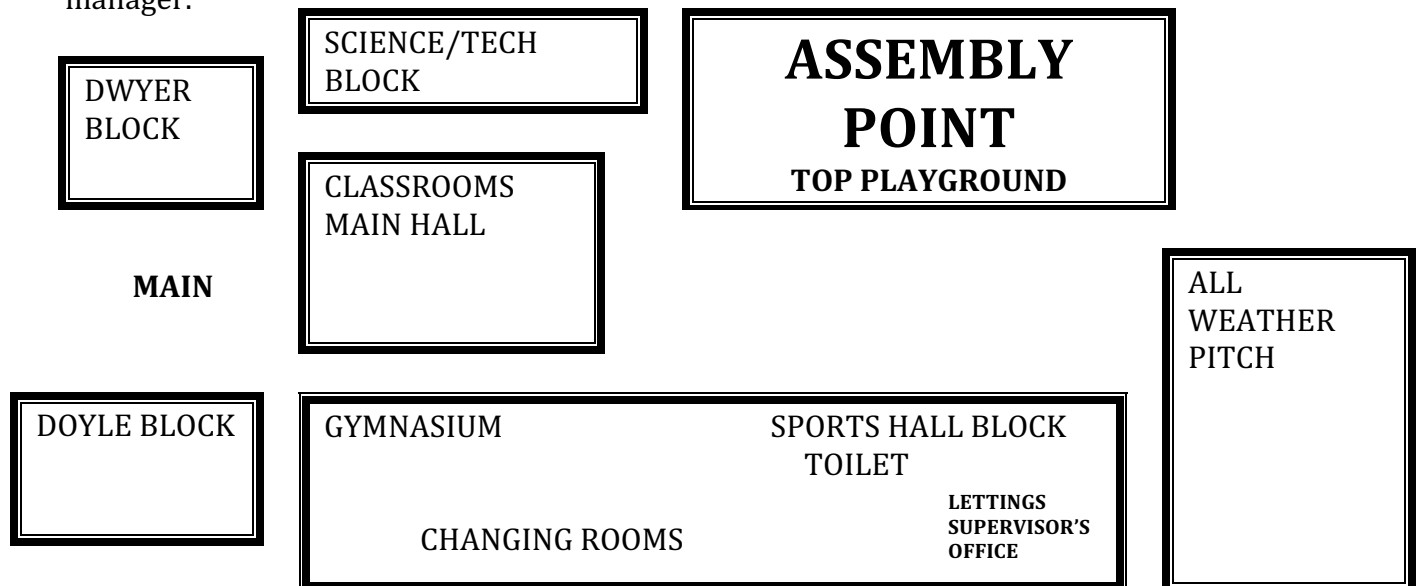 manager.
SCIENCE/TECH
BLOCK
ASSEMBLY
POINT
TOP PLAYGROUND
DWYER
BLOCK
CLASSROOMS
MAIN HALL
MAIN
ALL
WEATHER
PITCH
DOYLE BLOCK
GYMNASIUM
SPORTS HALL BLOCK
TOILET
CHANGING ROOMS
LETTINGS
SUPERVISOR’S
OFFICE